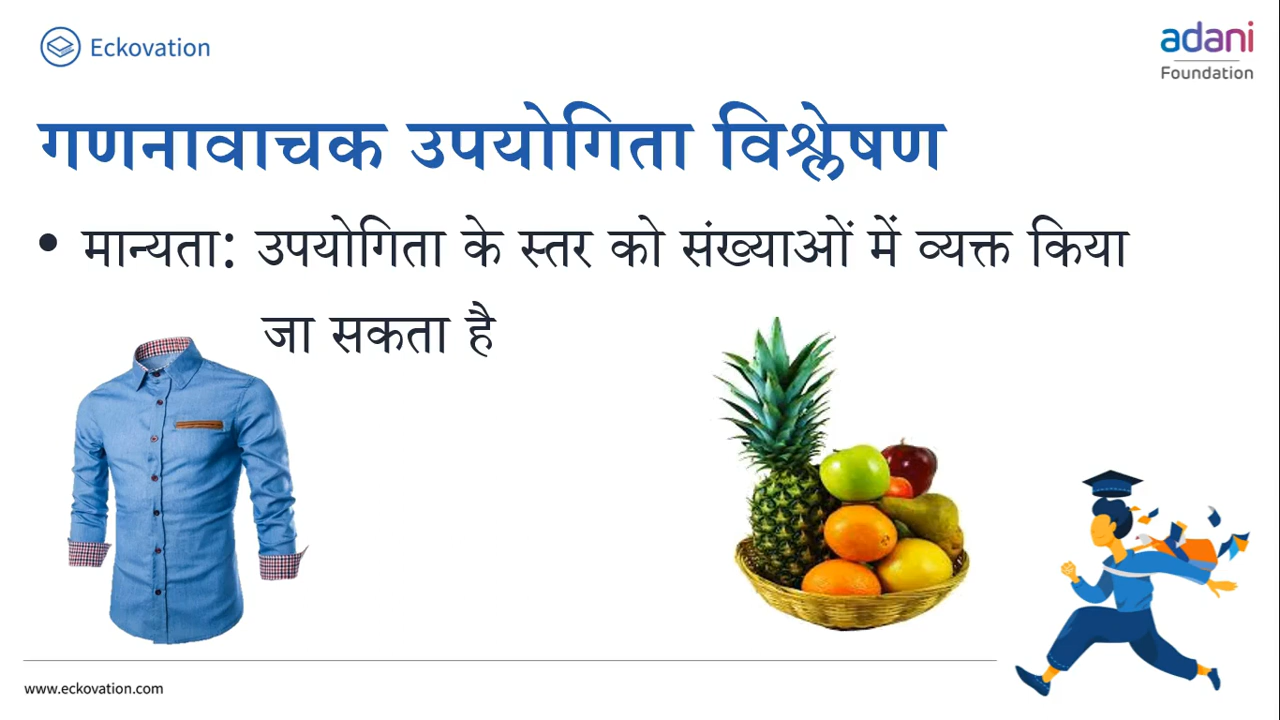 Eckovation
adani
Foundation
गणनावाचक उपयोगिता विश्लेषण
• मान्यता: उपयोगिता के स्तर को संख्याओं में व्यक्त किया
जा सकता है
www.eckovation.com